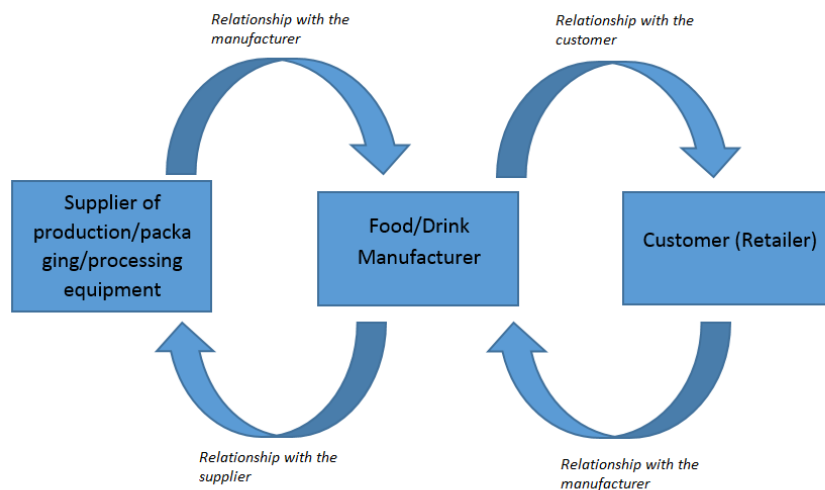 Relationship with the
manufacturer
Relationship with the
customer
Supplier of
production/packa
ging/processing
equipment
Food/Drink
Manufacturer
Customer (Retailer)
Relationship with the
supplier
Relationship with the
manufacturer